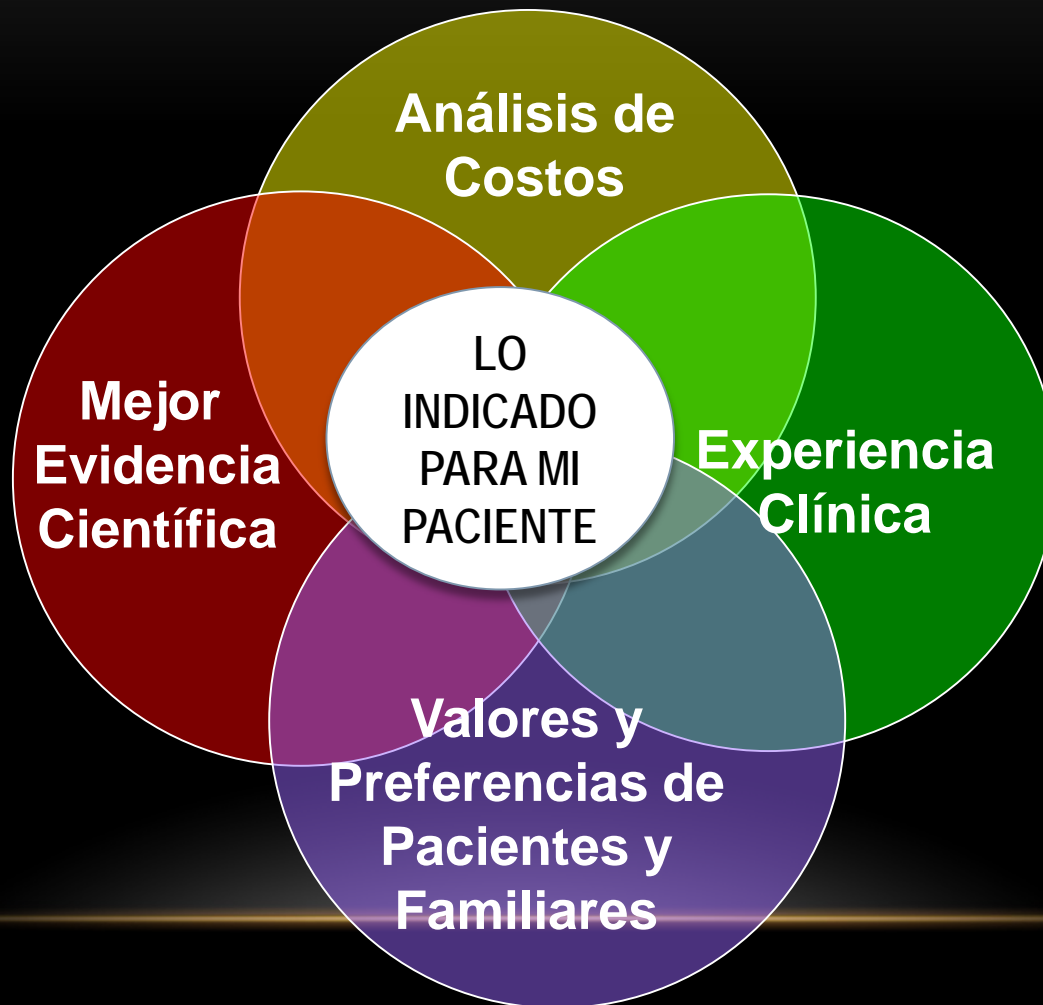 Análisis de
Costos
Mejor
Evidencia
Científica
LO
INDICADO
PARA MI
PACIENTE
Experiencia
Clínica
Valores y
Preferencias de
Pacientes y
Familiares